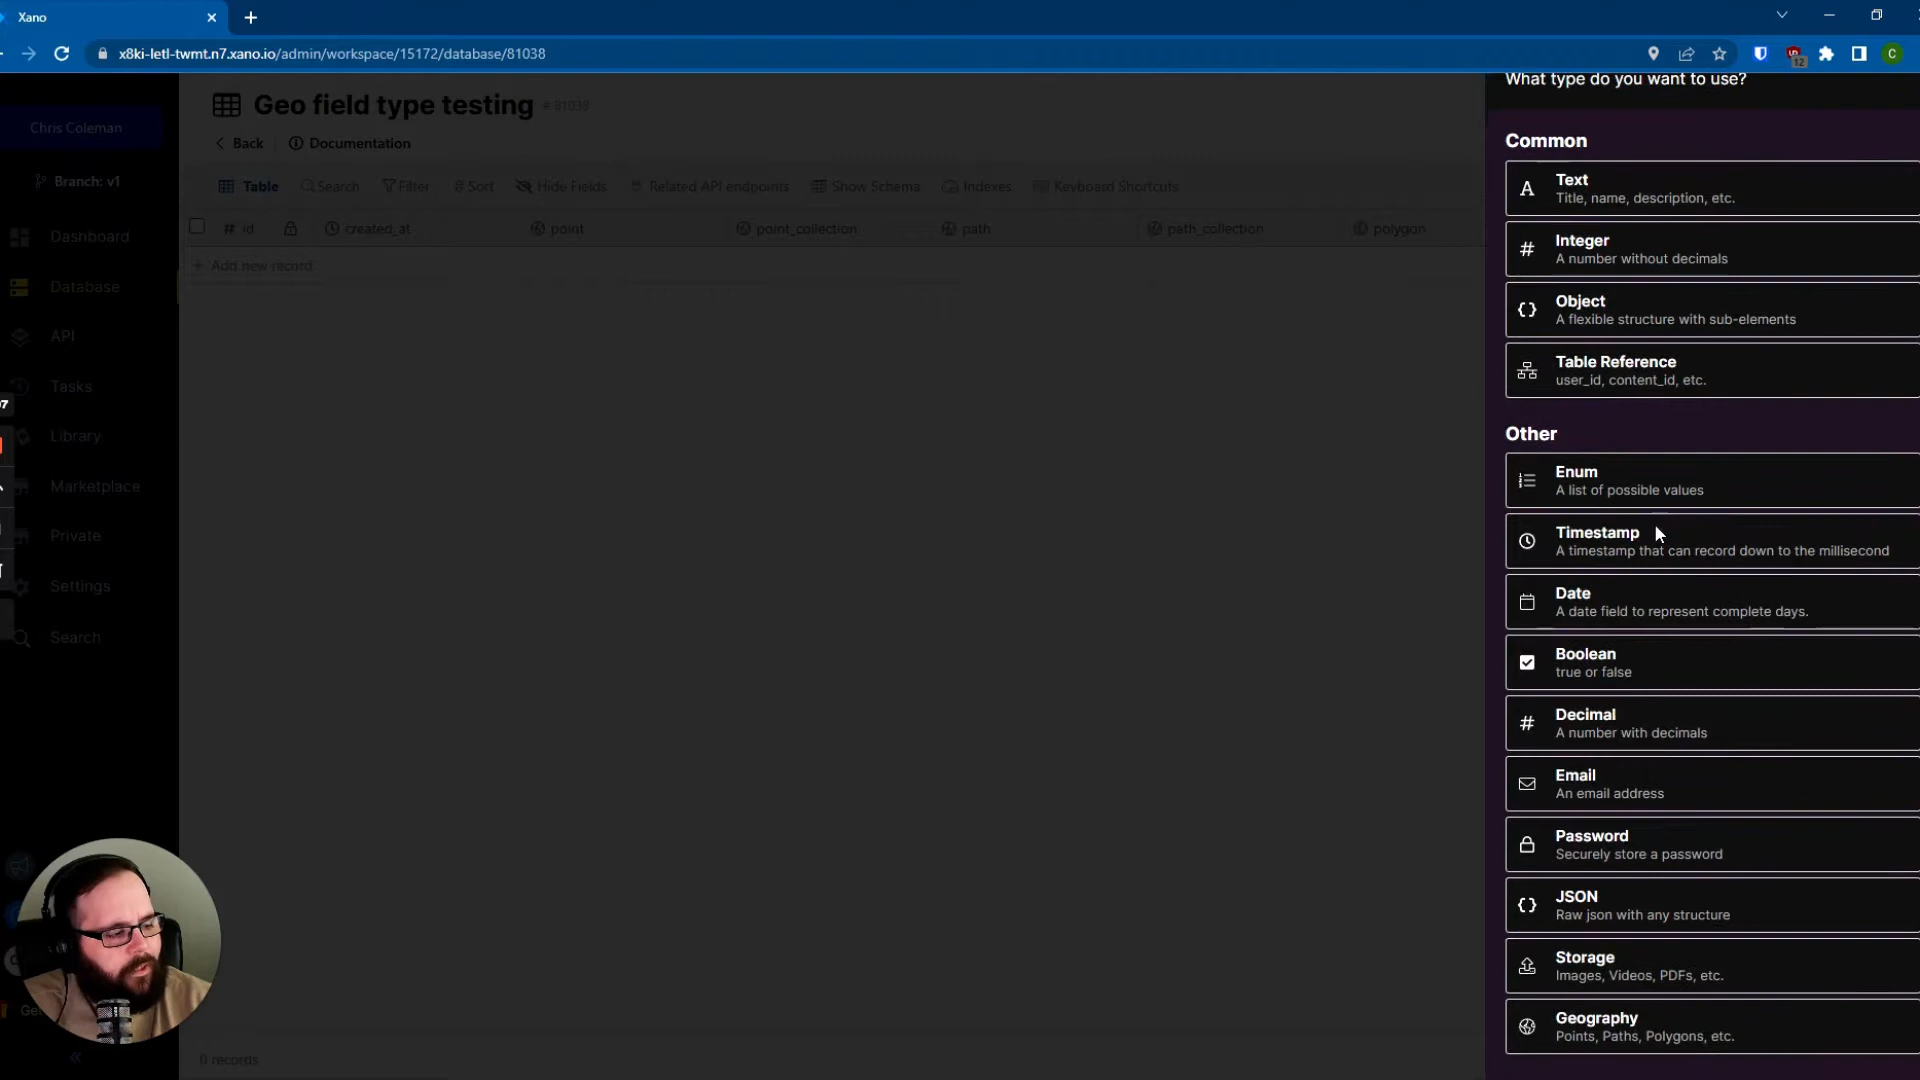 Xano
x8ki-letl-twmt.n7.xano.io/admin/workspace/15172/database/81038
12
C
What type do you want to use?
Geo field type testing # 81038
Back
Documentation
Chris Coleman
Branch: v1
Table
Search
Filter
Sort
Hide Fields
Related API endpoints
Show Schema
Indexes
Keyboard Shortcuts
# id
created_at
point
point_collection
path
path_collection
polygon
+ Add new record
Dashboard
Database
API
Tasks
Library
Marketplace
Private
Settings
Search
0 records
Common
Text
Title, name, description, etc.
Integer
A number without decimals
Object
A flexible structure with sub-elements
Table Reference
user_id, content_id, etc.
Other
Enum
A list of possible values
Timestamp
A timestamp that can record down to the millisecond
Date
A date field to represent complete days.
Boolean
true or false
Decimal
A number with decimals
Email
An email address
Password
Securely store a password
JSON
Raw json with any structure
Storage
Images, Videos, PDFs, etc.
Geography
Points, Paths, Polygons, etc.